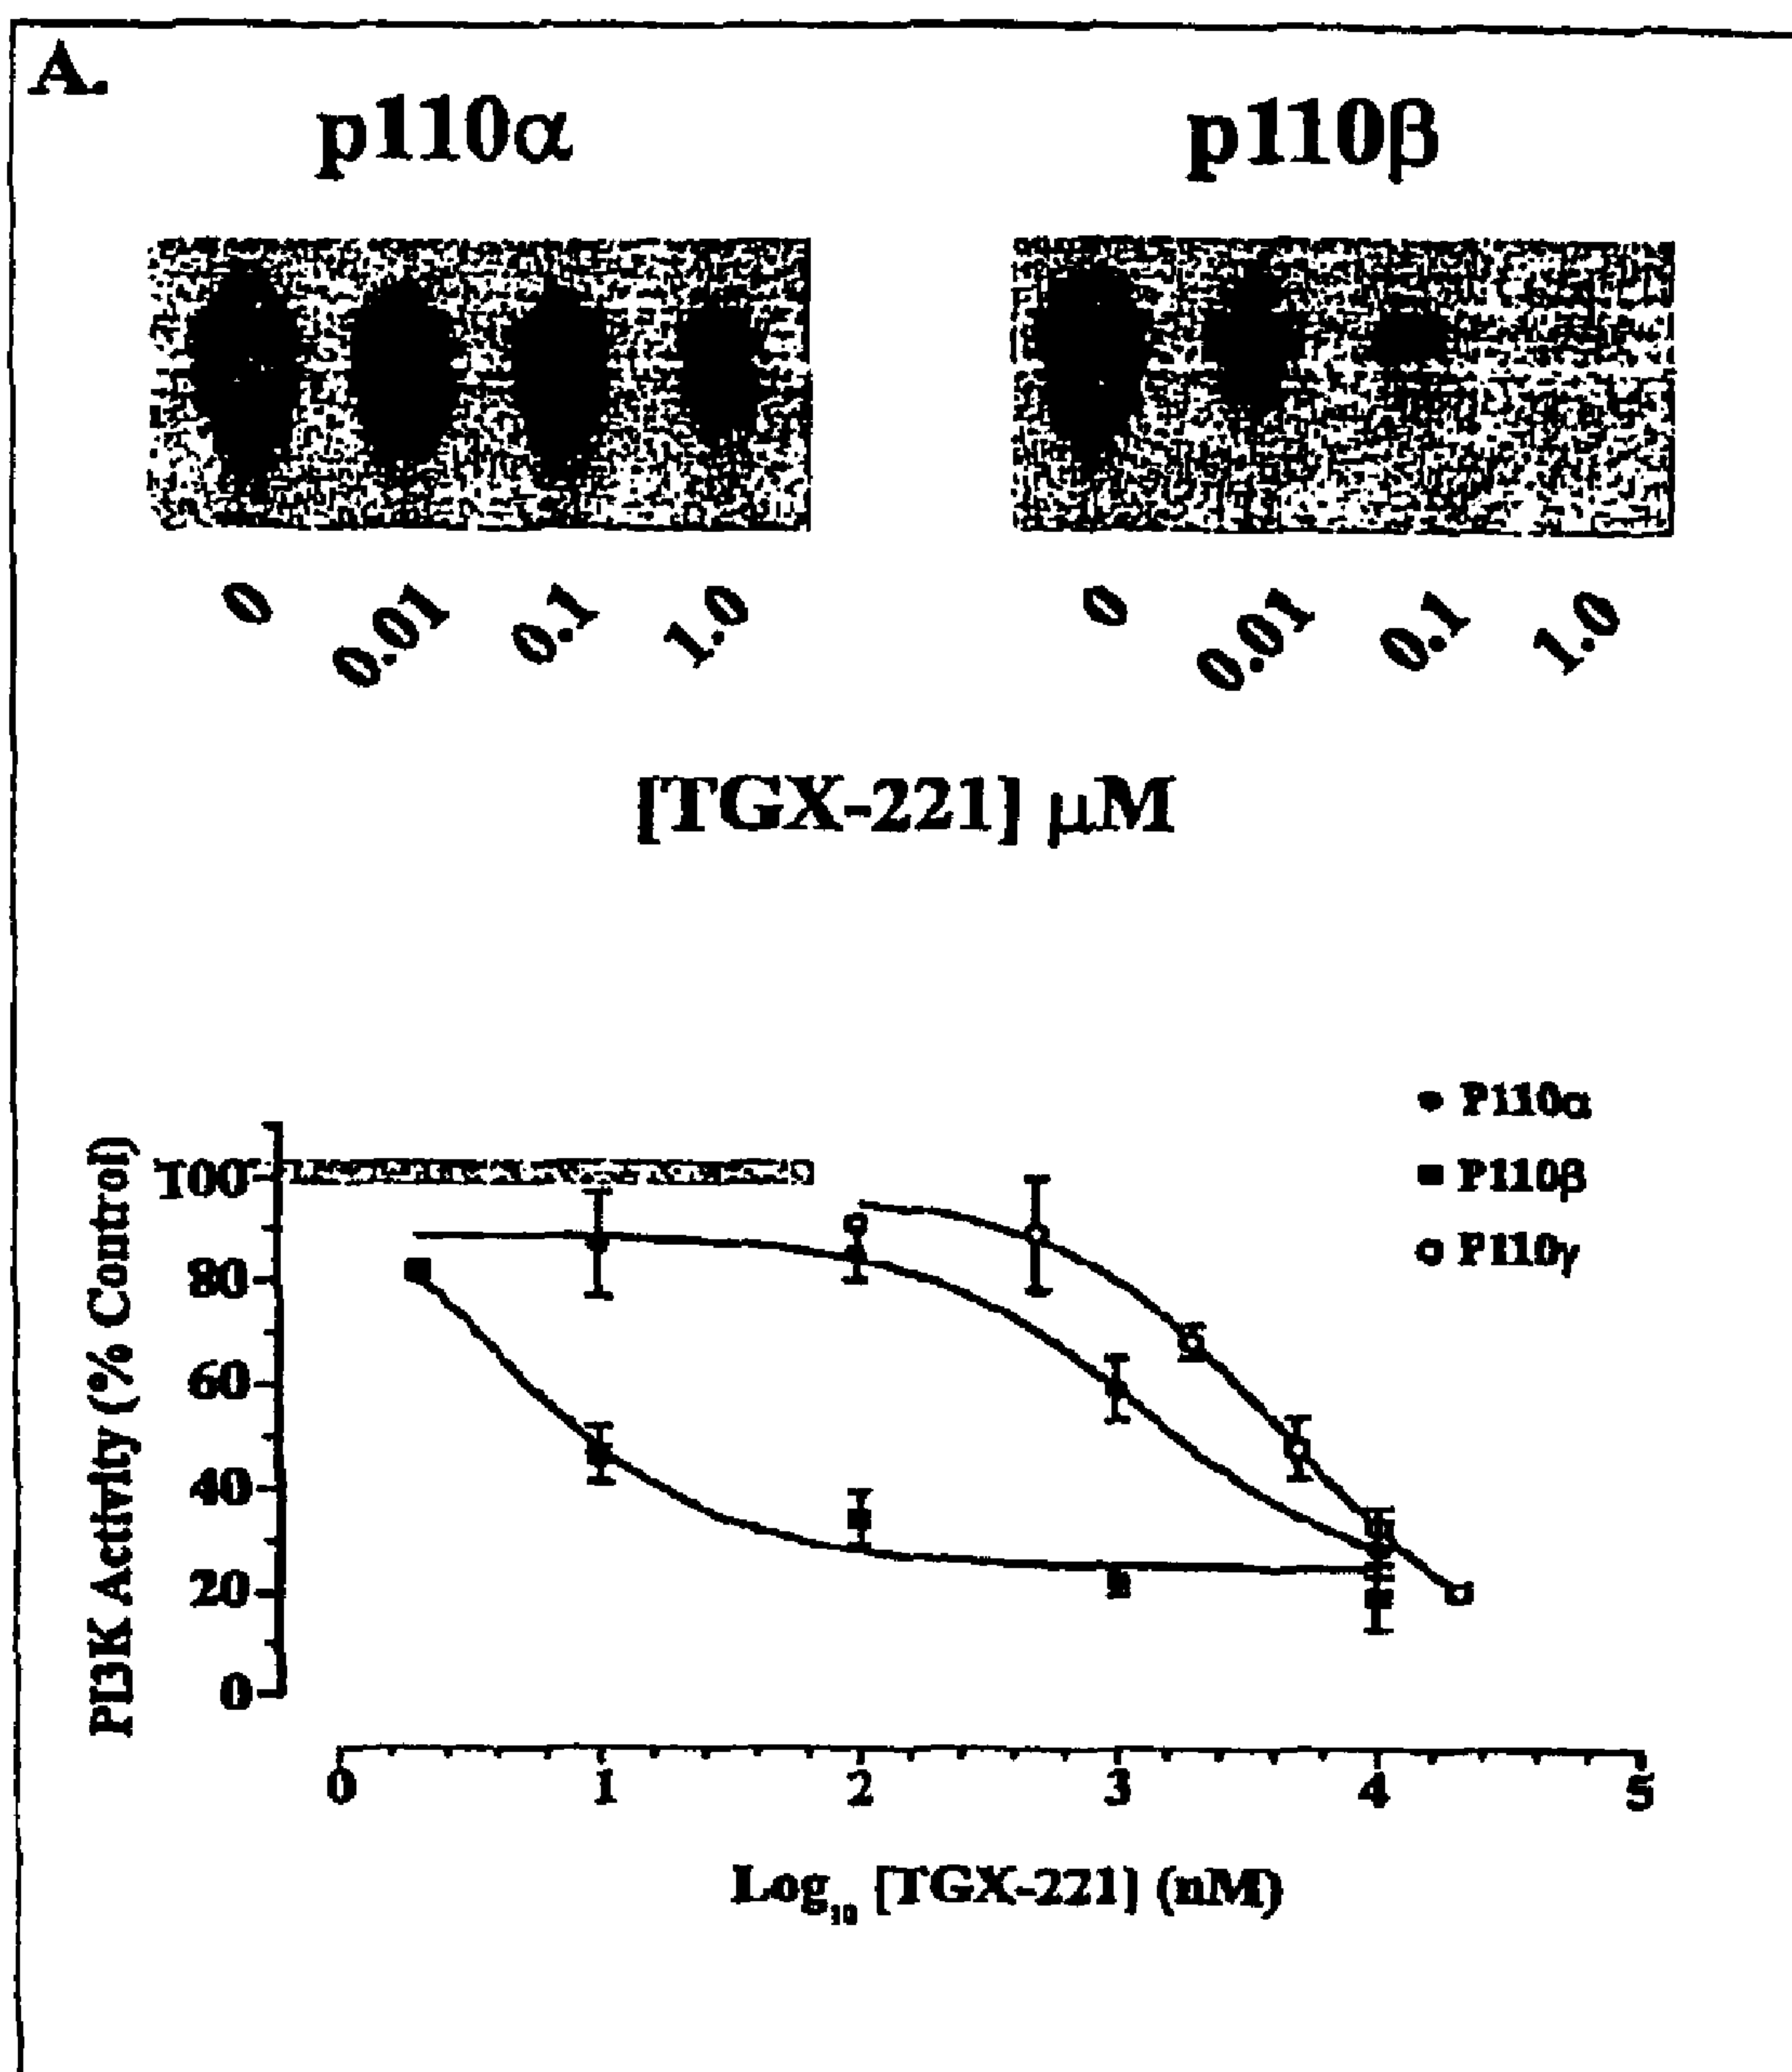 A.
p110α p110β
0 0.01 0.1 1.0 0 0.01 0.1 1.0
[TGX-221] μM
P110α
P110β
P110γ
PI3K Activity (% Control)
100
80
60
40
20
0
0 1 2 3 4 5
Log₁₀ [TGX-221] (nM)